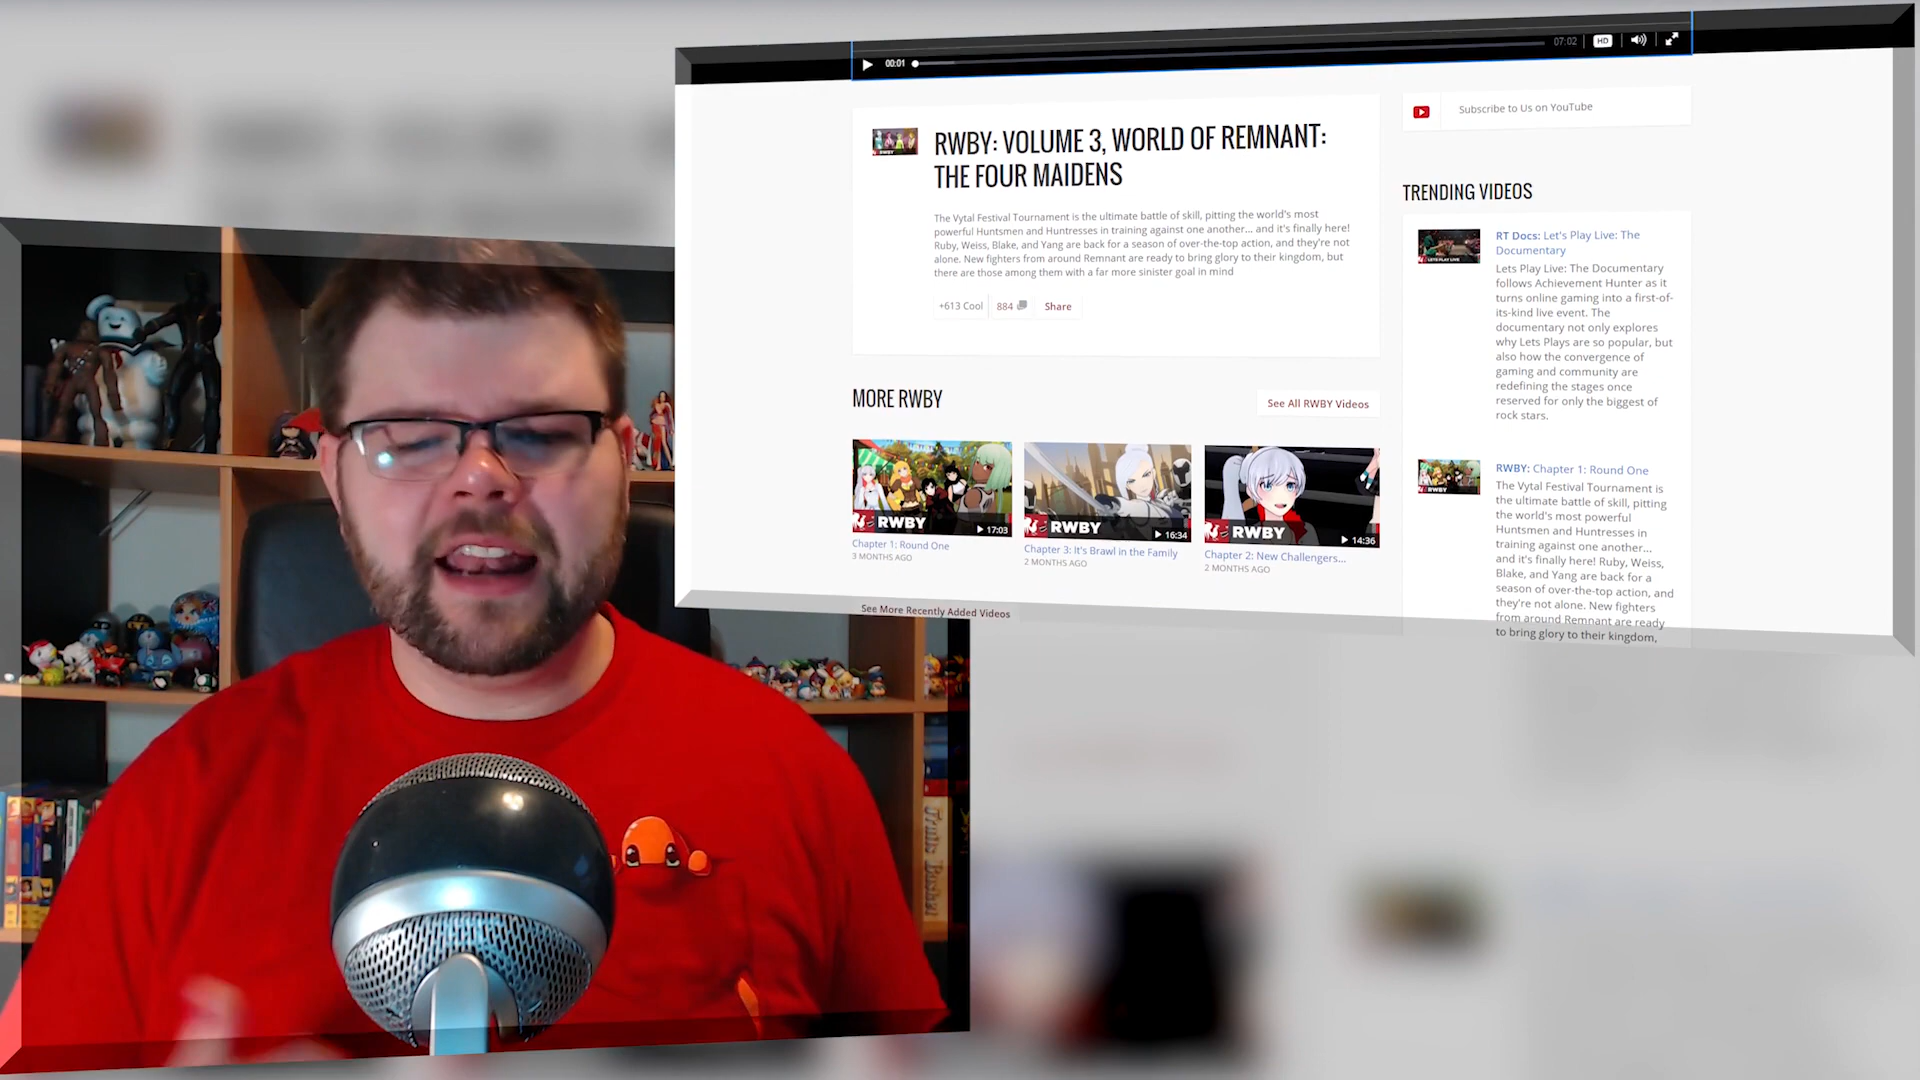 00:01
07:02
HD
RWBY: VOLUME 3, WORLD OF REMNANT:
THE FOUR MAIDENS
The Vytal Festival Tournament is the ultimate battle of skill, pitting the world's most
powerful Huntsmen and Huntresses in training against one another... and it's finally here!
Ruby, Weiss, Blake, and Yang are back for a season of over-the-top action, and they're not
alone. New fighters from around Remnant are ready to bring glory to their kingdom, but
there are those among them with a far more sinister goal in mind
+613 Cool
884
Share
MORE RWBY
See All RWBY Videos
RWBY
17:03
Chapter 1: Round One
3 MONTHS AGO
RWBY
16:34
Chapter 3: It's Brawl in the Family
2 MONTHS AGO
RWBY
14:36
Chapter 2: New Challengers...
2 MONTHS AGO
See More Recently Added Videos
Subscribe to Us on YouTube
TRENDING VIDEOS
RT Docs: Let's Play Live: The
Documentary
Lets Play Live: The Documentary
follows Achievement Hunter as it
turns online gaming into a first-of-
its-kind live event. The
documentary not only explores
why Lets Plays are so popular, but
also how the convergence of
gaming and community are
redefining the stages once
reserved for only the biggest of
rock stars.
RWBY: Chapter 1: Round One
The Vytal Festival Tournament is
the ultimate battle of skill, pitting
the world's most powerful
Huntsmen and Huntresses in
training against one another...
and it's finally here! Ruby, Weiss,
Blake, and Yang are back for a
season of over-the-top action, and
they're not alone. New fighters
from around Remnant are ready
to bring glory to their kingdom,
Fruits Basket